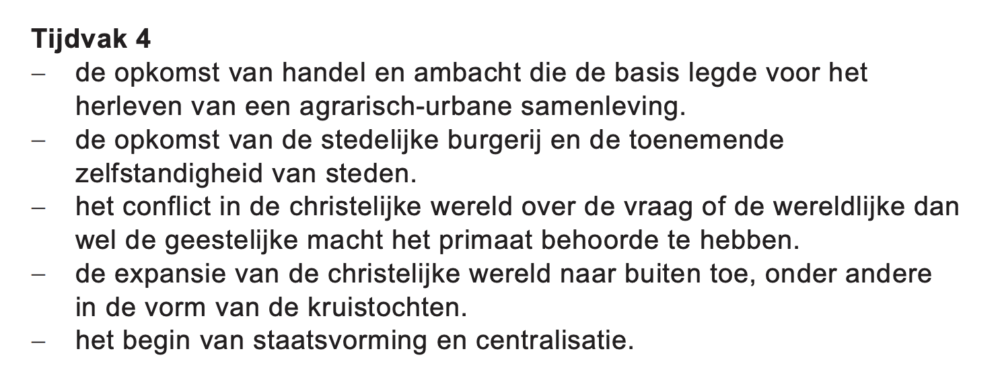 Tijdvak 4
– de opkomst van handel en ambacht die de basis legde voor het
herleven van een agrarisch-urbane samenleving.
– de opkomst van de stedelijke burgerij en de toenemende
zelfstandigheid van steden.
– het conflict in de christelijke wereld over de vraag of de wereldlijke dan
wel de geestelijke macht het primaat behoorde te hebben.
– de expansie van de christelijke wereld naar buiten toe, onder andere
in de vorm van de kruistochten.
– het begin van staatsvorming en centralisatie.